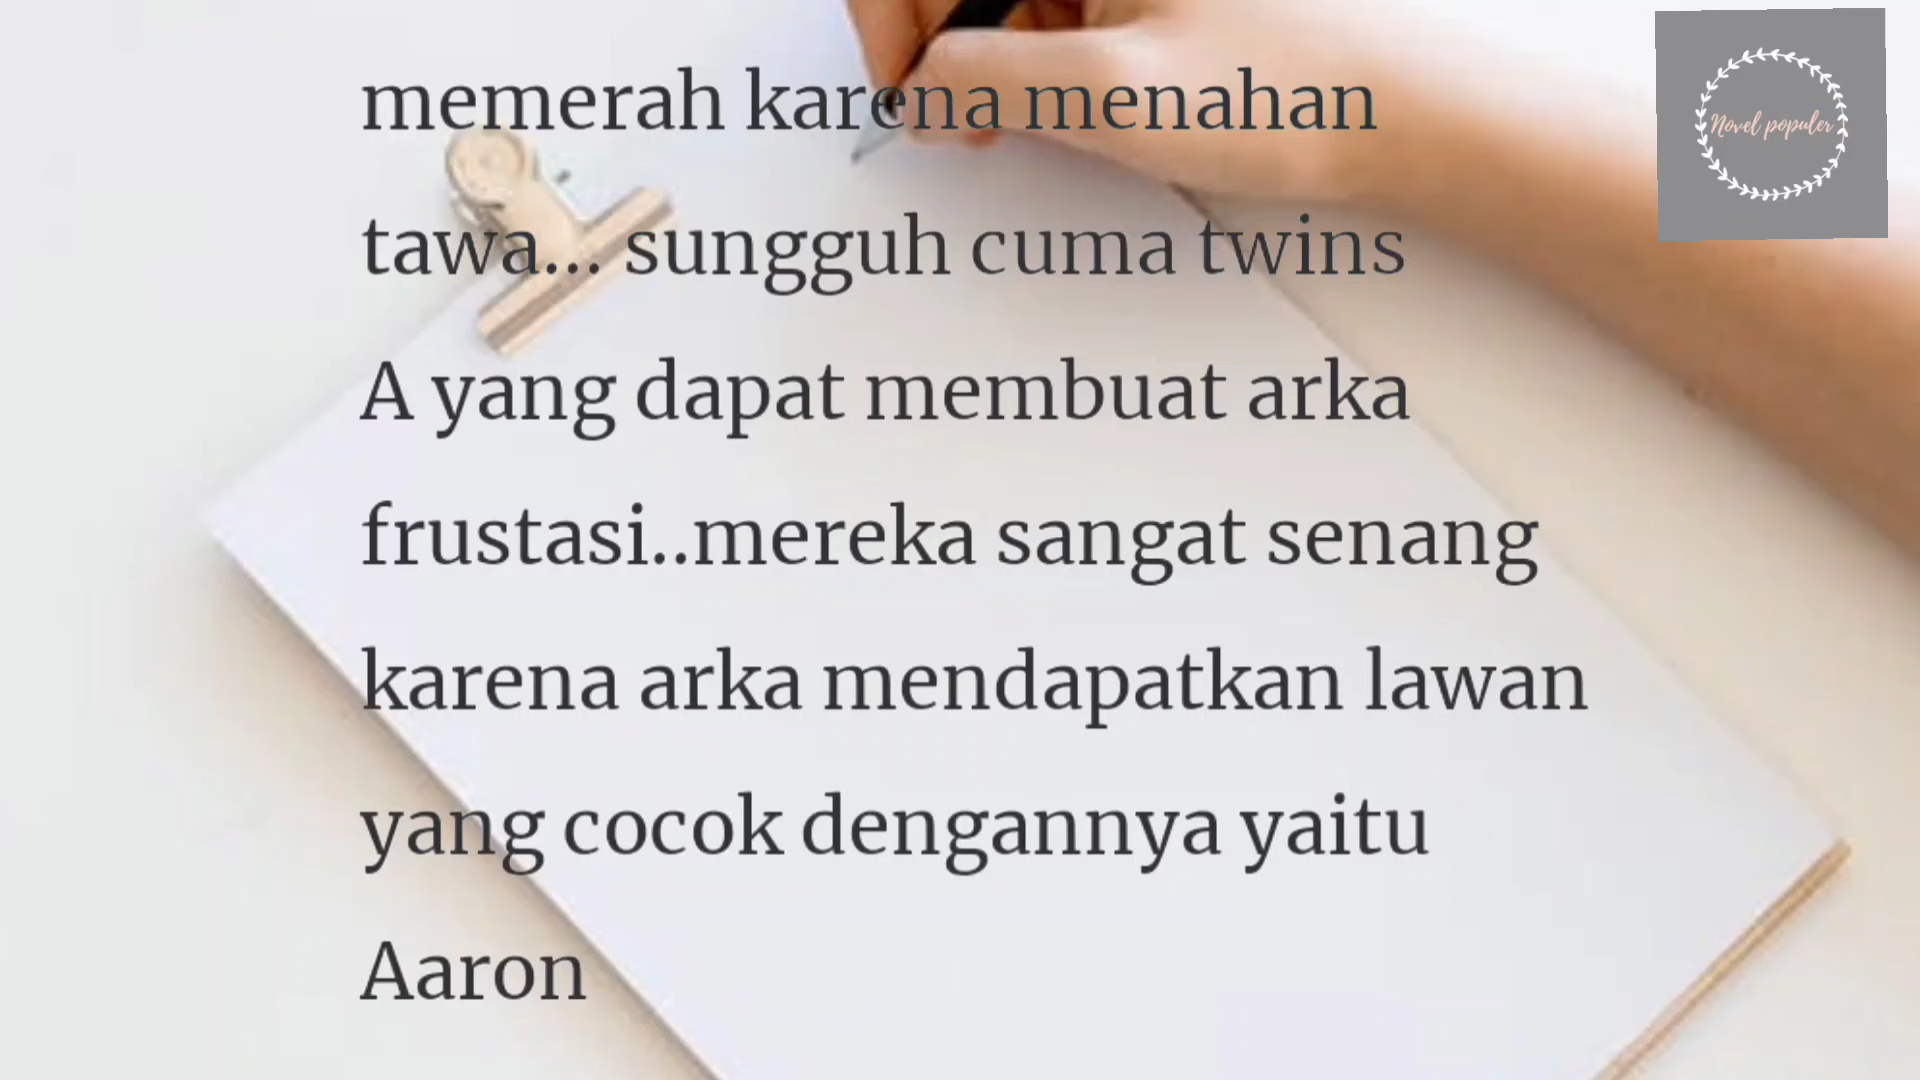 memerah karena menahan
tawa... sungguh cuma twins
A yang dapat membuat arka
frustasi..mereka sangat senang
karena arka mendapatkan lawan
yang cocok dengannya yaitu
Aaron
Novel populer